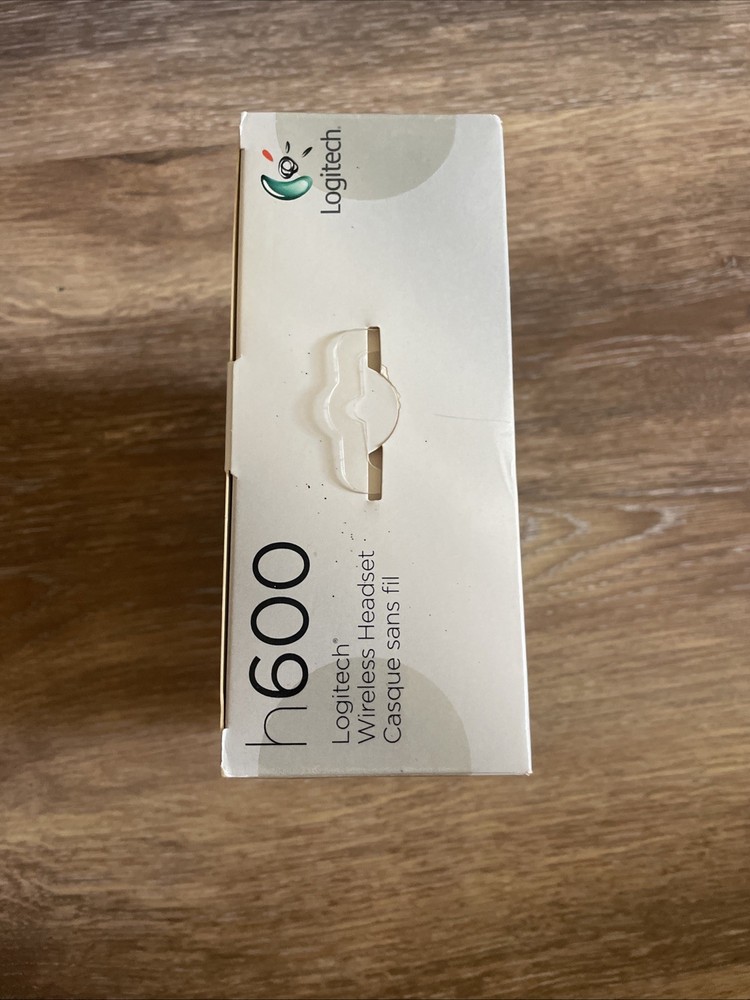 h600
Logitech®
Wireless Headset
Casque sans fil
Logitech®